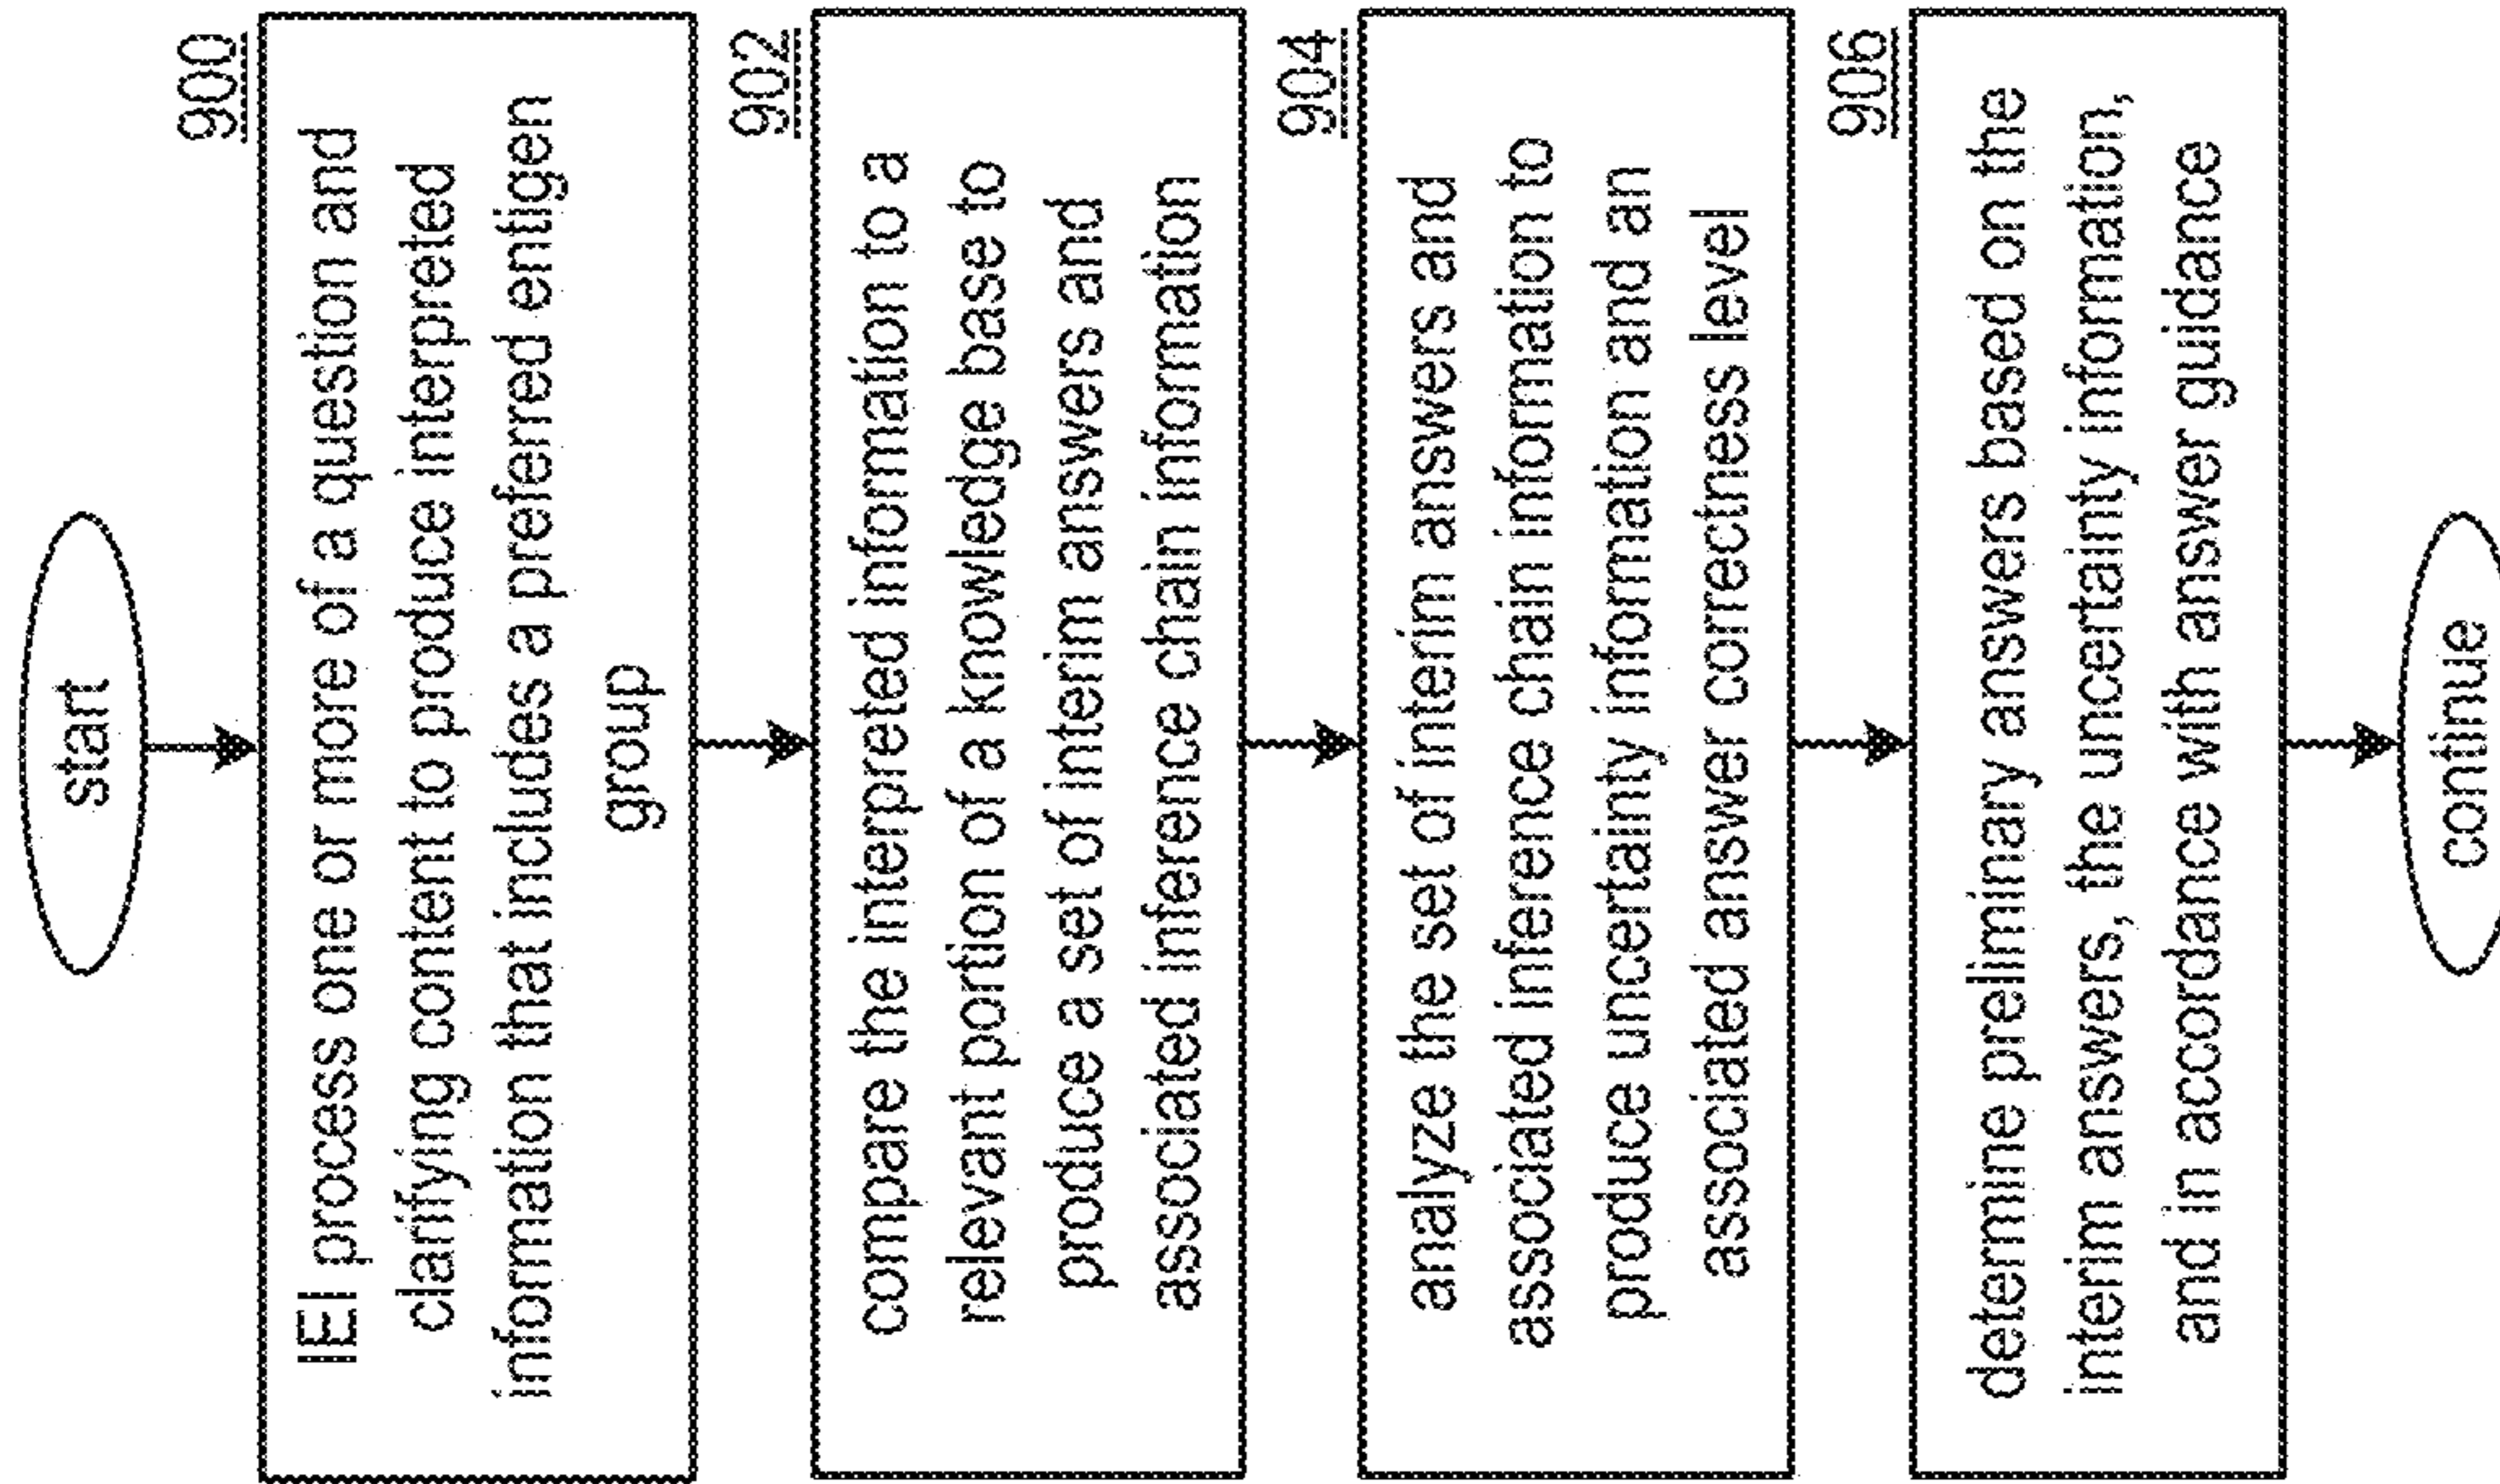 start
900
IEI process one or more of a question and
clarifying content to produce interpreted
information that includes a preferred entigen
group
902
compare the interpreted information to a
relevant portion of a knowledge base to
produce a set of interim answers and
associated inference chain information
904
analyze the set of interim answers and
associated inference chain information to
produce uncertainty information and an
associated answer correctness level
906
determine preliminary answers based on the
interim answers, the uncertainty information,
and in accordance with answer guidance
continue